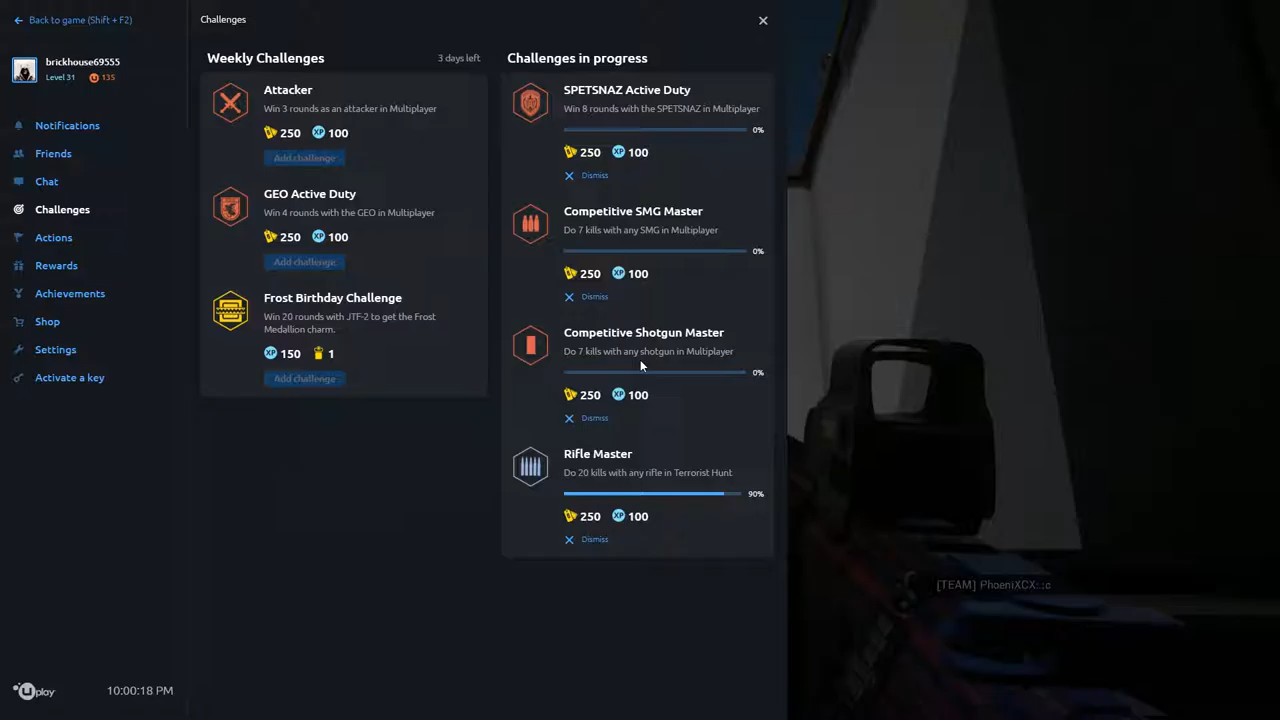 Back to game (Shift + F2)
Challenges
brickhouse69555
Level 31 135
Notifications
Friends
Chat
Challenges
Actions
Rewards
Achievements
Shop
Settings
Activate a key
Weekly Challenges 3 days left
Attacker
Win 3 rounds as an attacker in Multiplayer
250 XP 100
Add challenge
GEO Active Duty
Win 4 rounds with the GEO in Multiplayer
250 XP 100
Add challenge
Frost Birthday Challenge
Win 20 rounds with JTF-2 to get the Frost
Medallion charm.
XP 150 1
Add challenge
Challenges in progress
SPETSNAZ Active Duty
Win 8 rounds with the SPETSNAZ in Multiplayer
0%
250 XP 100
Dismiss
Competitive SMG Master
Do 7 kills with any SMG in Multiplayer
0%
250 XP 100
Dismiss
Competitive Shotgun Master
Do 7 kills with any shotgun in Multiplayer
0%
250 XP 100
Dismiss
Rifle Master
Do 20 kills with any rifle in Terrorist Hunt
90%
250 XP 100
Dismiss
[TEAM] PhoeniXCX: :c
uplay 10:00:18 PM